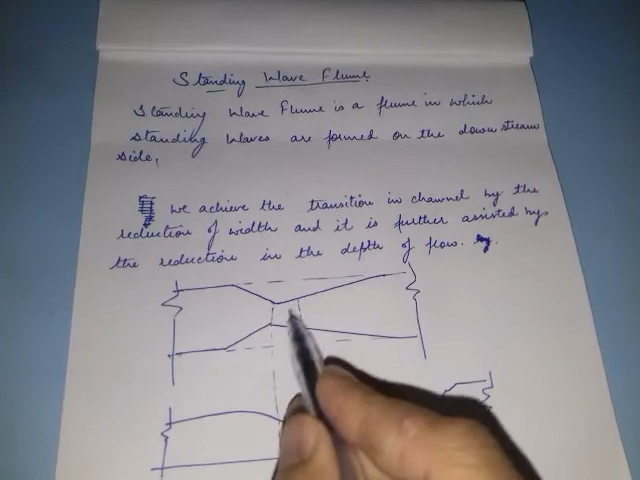 Standing Wave Flume
Standing Wave Flume is a flume in which
standing Waves are formed on the down stream
side,
we achieve the transition in channel by the
reduction of width and it is further assisted by
the reduction in the depth of flow.